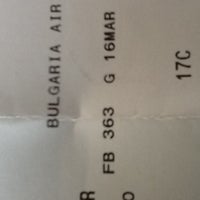 BULGARIA AIR
FB 363 G 16MAR
17C